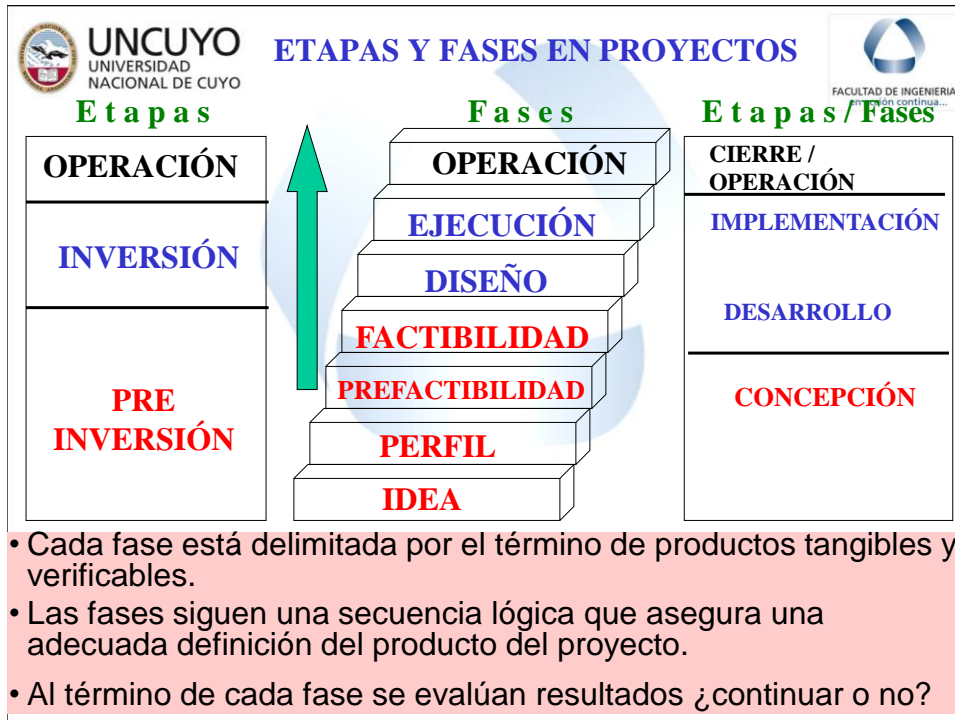 UNCUYO
UNIVERSIDAD
NACIONAL DE CUYO
ETAPAS Y FASES EN PROYECTOS
FACULTAD DE INGENIERIA
en acción continua...
E t a p a s
F a s e s
E t a p a s / Fases
OPERACIÓN
INVERSIÓN
PRE
INVERSIÓN
OPERACIÓN
EJECUCIÓN
DISEÑO
FACTIBILIDAD
PREFACTIBILIDAD
PERFIL
IDEA
CIERRE /
OPERACIÓN
IMPLEMENTACIÓN
DESARROLLO
CONCEPCIÓN
• Cada fase está delimitada por el término de productos tangibles y
verificables.
• Las fases siguen una secuencia lógica que asegura una
adecuada definición del producto del proyecto.
• Al término de cada fase se evalúan resultados ¿continuar o no?